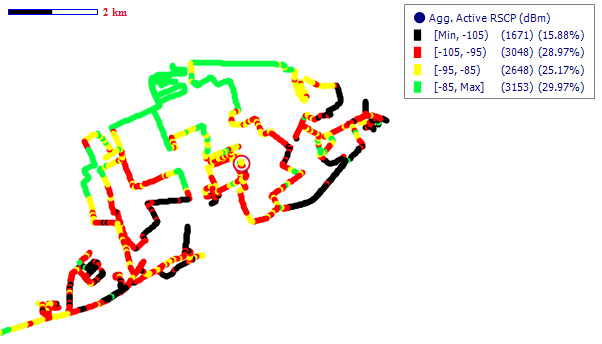 2 km
Agg. Active RSCP (dBm)
[Min, -105) (1671) (15.88%)
[-105, -95) (3048) (28.97%)
[-95, -85) (2648) (25.17%)
[-85, Max] (3153) (29.97%)